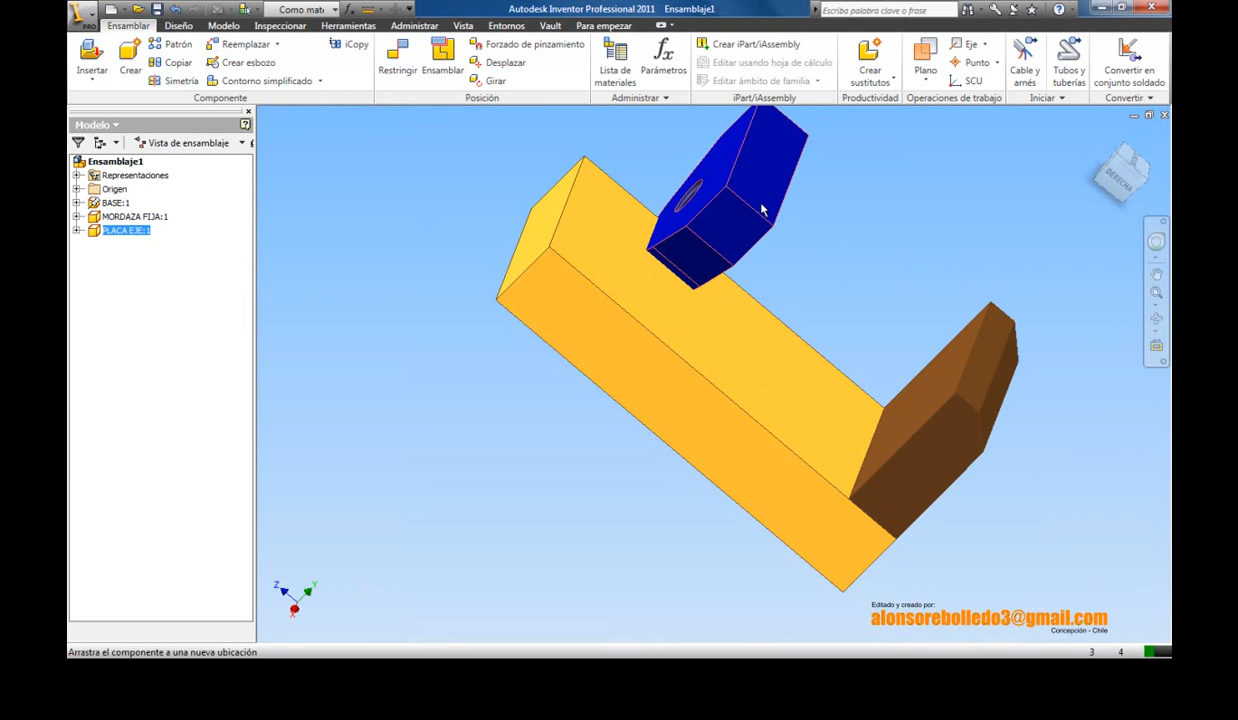 PRO
Como mat
fx
Autodesk Inventor Professional 2011 Ensamblaje1
Escriba palabra clave o frase
Ensamblar Diseño Modelo Inspeccionar Herramientas Administrar Vista Entornos Vault Para empezar
Insertar
Crear
Patrón
Copiar
Simetría
Reemplazar
Crear esbozo
Contorno simplificado
iCopy
Restringir
Ensamblar
Forzado de pinzamiento
Desplazar
Girar
Lista de materiales
fx
Parámetros
Crear iPart/iAssembly
Editar usando hoja de cálculo
Editar ámbito de familia
Crear sustitutos
Plano
Eje
Punto
SCU
Cable y arnés
Tubos y tuberías
Convertir en conjunto soldado
Componente Posición Administrar iPart/iAssembly Productividad Operaciones de trabajo Iniciar Convertir
Modelo
Vista de ensamblaje
Ensamblaje1
Representaciones
Origen
BASE:1
MORDAZA FIJA:1
PLACA EJE:1
DERECHA
Z
Y
X
Editado y creado por:
alonsorebolledo3@gmail.com
Concepción - Chile
Arrastra el componente a una nueva ubicación 3 4